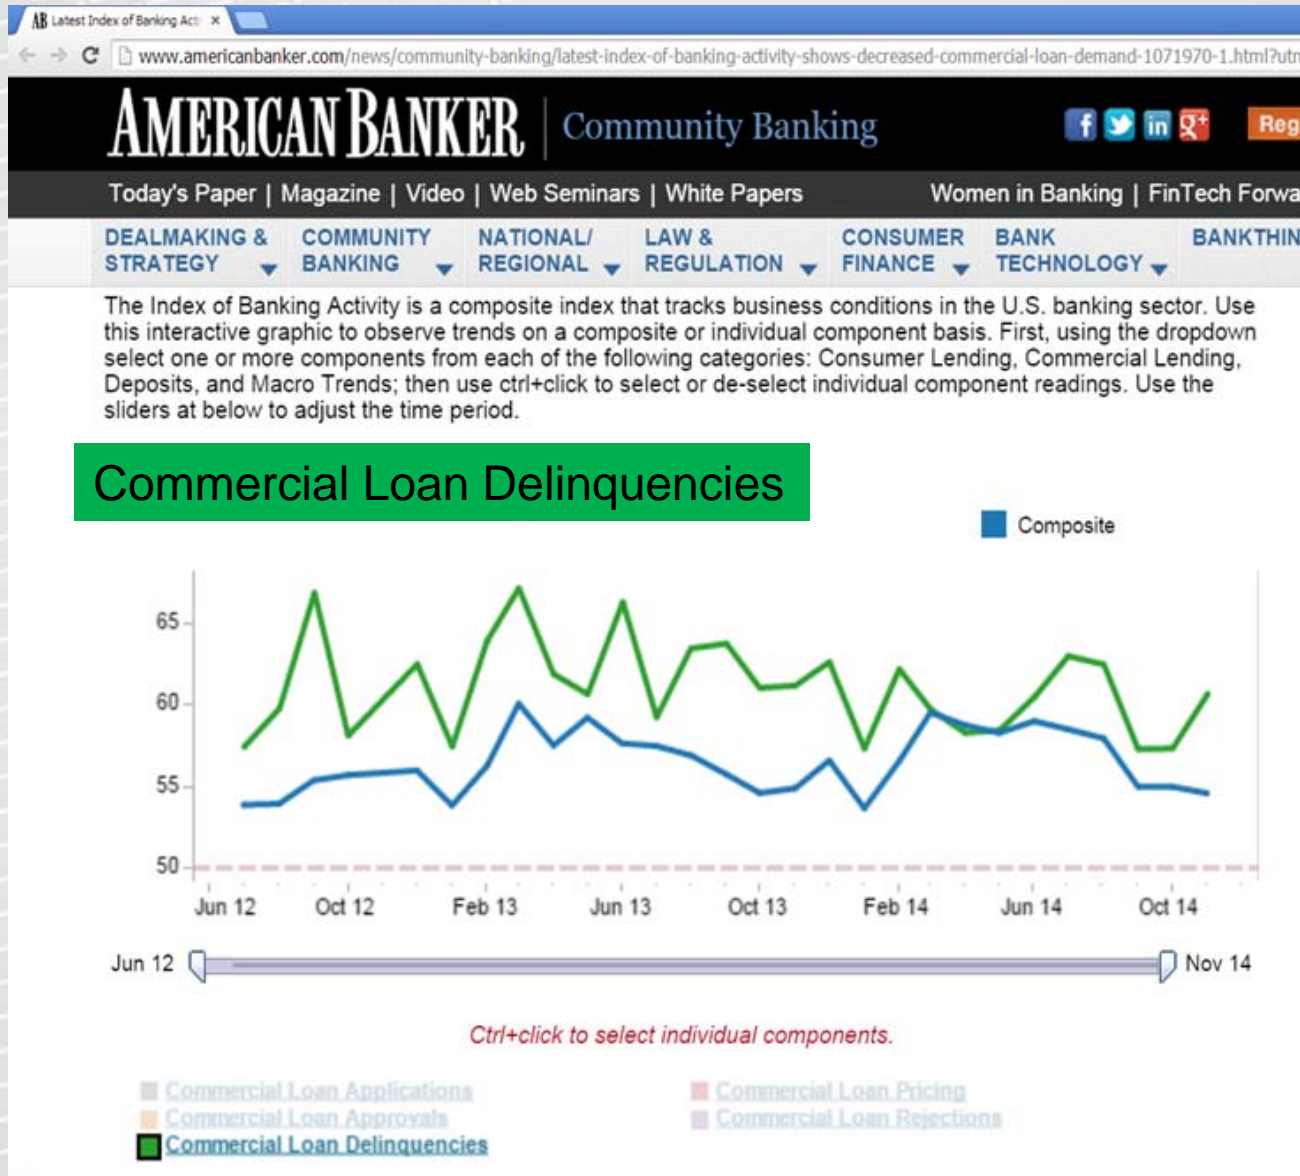 AB Latest Index of Banking Acti ×
www.americanbanker.com/news/community-banking/latest-index-of-banking-activity-shows-decreased-commercial-loan-demand-1071970-1.html?utn
AMERICAN BANKER | Community Banking
f in g+ Reg
Today's Paper | Magazine | Video | Web Seminars | White Papers Women in Banking | FinTech Forwa
DEALMAKING & COMMUNITY NATIONAL/ LAW & CONSUMER BANK BANKTHIN
STRATEGY BANKING REGIONAL REGULATION FINANCE TECHNOLOGY
The Index of Banking Activity is a composite index that tracks business conditions in the U.S. banking sector. Use
this interactive graphic to observe trends on a composite or individual component basis. First, using the dropdown
select one or more components from each of the following categories: Consumer Lending, Commercial Lending,
Deposits, and Macro Trends; then use ctrl+click to select or de-select individual component readings. Use the
sliders at below to adjust the time period.
Commercial Loan Delinquencies
Composite
65
60
55
50
Jun 12 Oct 12 Feb 13 Jun 13 Oct 13 Feb 14 Jun 14 Oct 14
Jun 12 Nov 14
Ctrl+click to select individual components.
Commercial Loan Applications Commercial Loan Pricing
Commercial Loan Approvals Commercial Loan Rejections
Commercial Loan Delinquencies